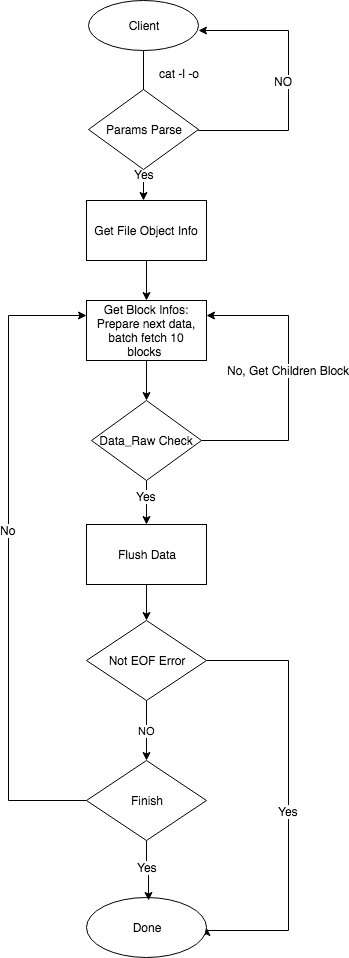 Client
cat -l -o
NO
Params Parse
Yes
Get File Object Info
Get Block Infos:
Prepare next data,
batch fetch 10
blocks
No, Get Children Block
Data_Raw Check
Yes
No
Flush Data
Not EOF Error
NO
Finish
Yes
Yes
Done